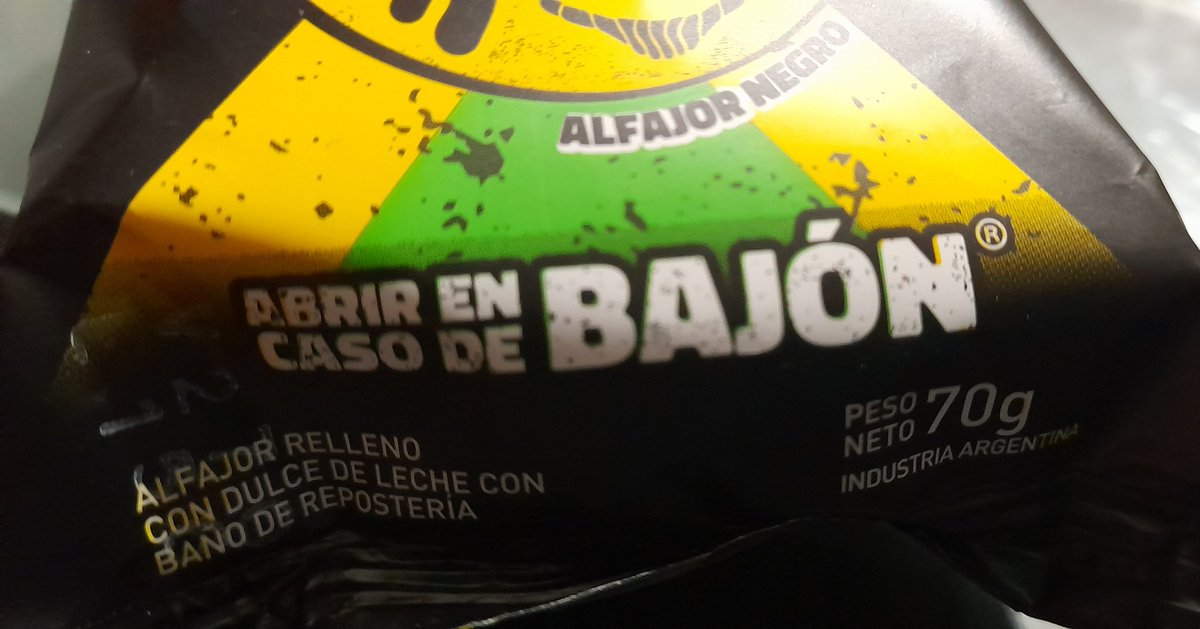 ALFAJOR NEGRO
ABRIR EN
CASO DE
BAJÓN®
ALFAJOR RELLENO
CON DULCE DE LECHE CON
BAÑO DE REPOSTERÍA
PESO
NETO
70g
INDUSTRIA ARGENTINA